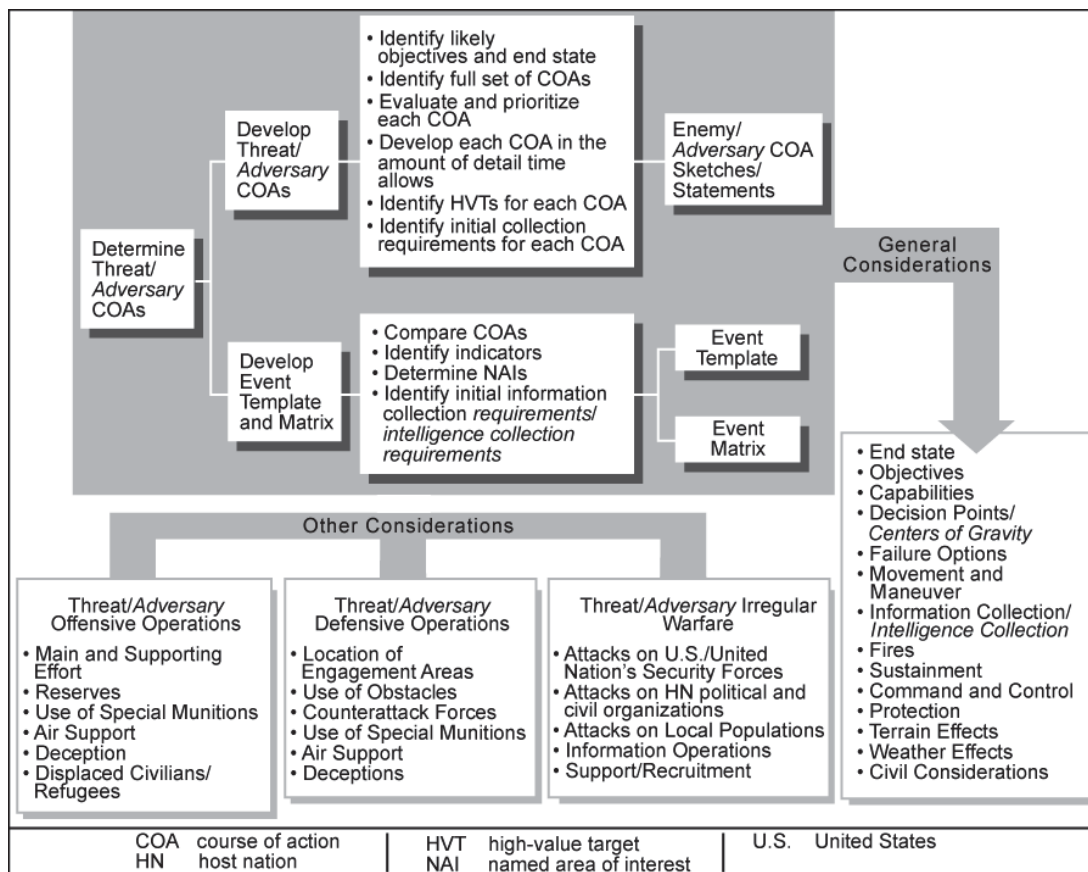 Determine
Threat/
Adversary
COAs
Develop
Threat/
Adversary
COAs
• Identify likely
objectives and end state
• Identify full set of COAs
• Evaluate and prioritize
each COA
• Develop each COA in the
amount of detail time
allows
• Identify HVTs for each COA
• Identify initial collection
requirements for each COA
Enemy/
Adversary COA
Sketches/
Statements
Develop
Event
Template
and Matrix
• Compare COAs
• Identify indicators
• Determine NAIs
• Identify initial information
collection requirements/
intelligence collection
requirements
Event
Template
Event
Matrix
General
Considerations
• End state
• Objectives
• Capabilities
• Decision Points/
Centers of Gravity
• Failure Options
• Movement and
Maneuver
• Information Collection/
Intelligence Collection
• Fires
• Sustainment
• Command and Control
• Protection
• Terrain Effects
• Weather Effects
• Civil Considerations
Other Considerations
Threat/Adversary
Offensive Operations
• Main and Supporting
Effort
• Reserves
• Use of Special Munitions
• Air Support
• Deception
• Displaced Civilians/
Refugees
Threat/Adversary
Defensive Operations
• Location of
Engagement Areas
• Use of Obstacles
• Counterattack Forces
• Use of Special Munitions
• Air Support
• Deceptions
Threat/Adversary Irregular
Warfare
• Attacks on U.S./United
Nation's Security Forces
• Attacks on HN political and
civil organizations
• Attacks on Local Populations
• Information Operations
• Support/Recruitment
COA course of action
HN host nation
HVT high-value target
NAI named area of interest
U.S. United States